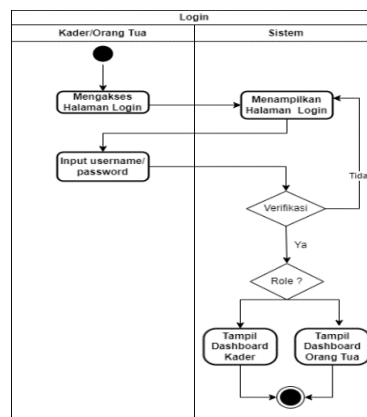 Login
Kader/Orang Tua
Sistem
Mengakses
Halaman Login
Menampilkan
Halaman Login
Input username/
password
Verifikasi
Tida
Ya
Role ?
Tampil
Dashboard
Kader
Tampil
Dashboard
Orang Tua